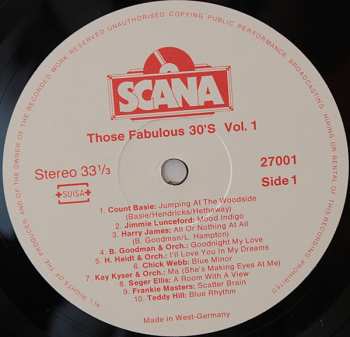 ALL RIGHTS OF THE PRODUCER AND OF THE OWNER OF THE RECORDED WORK RESERVED UNAUTHORISED COPYING PUBLIC PERFORMANCE BROADCASTING HIRING OR RENTAL OF THIS RECORDING PROHIBITED
SCANA
Those Fabulous 30'S Vol. 1
Stereo 33 1/3
27001
SUISA
Side 1
1. Count Basie: Jumping At The Woodside
(Basie/Hendricks/Hetheway)
2. Jimmie Lunceford: Mood Indigo
3. Harry James: All Or Nothing At All
(B. Goodman/L. Hampton)
4. B. Goodman & Orch.: Goodnight My Love
5. H. Heidt & Orch.: I'll Love You In My Dreams
6. Chick Webb: Blue Minor
7. Kay Kyser & Orch.: Ma (She's Making Eyes At Me)
8. Seger Ellis: A Room With A View
9. Frankie Masters: Scatter Brain
10. Teddy Hill: Blue Rhythm
Made in West-Germany